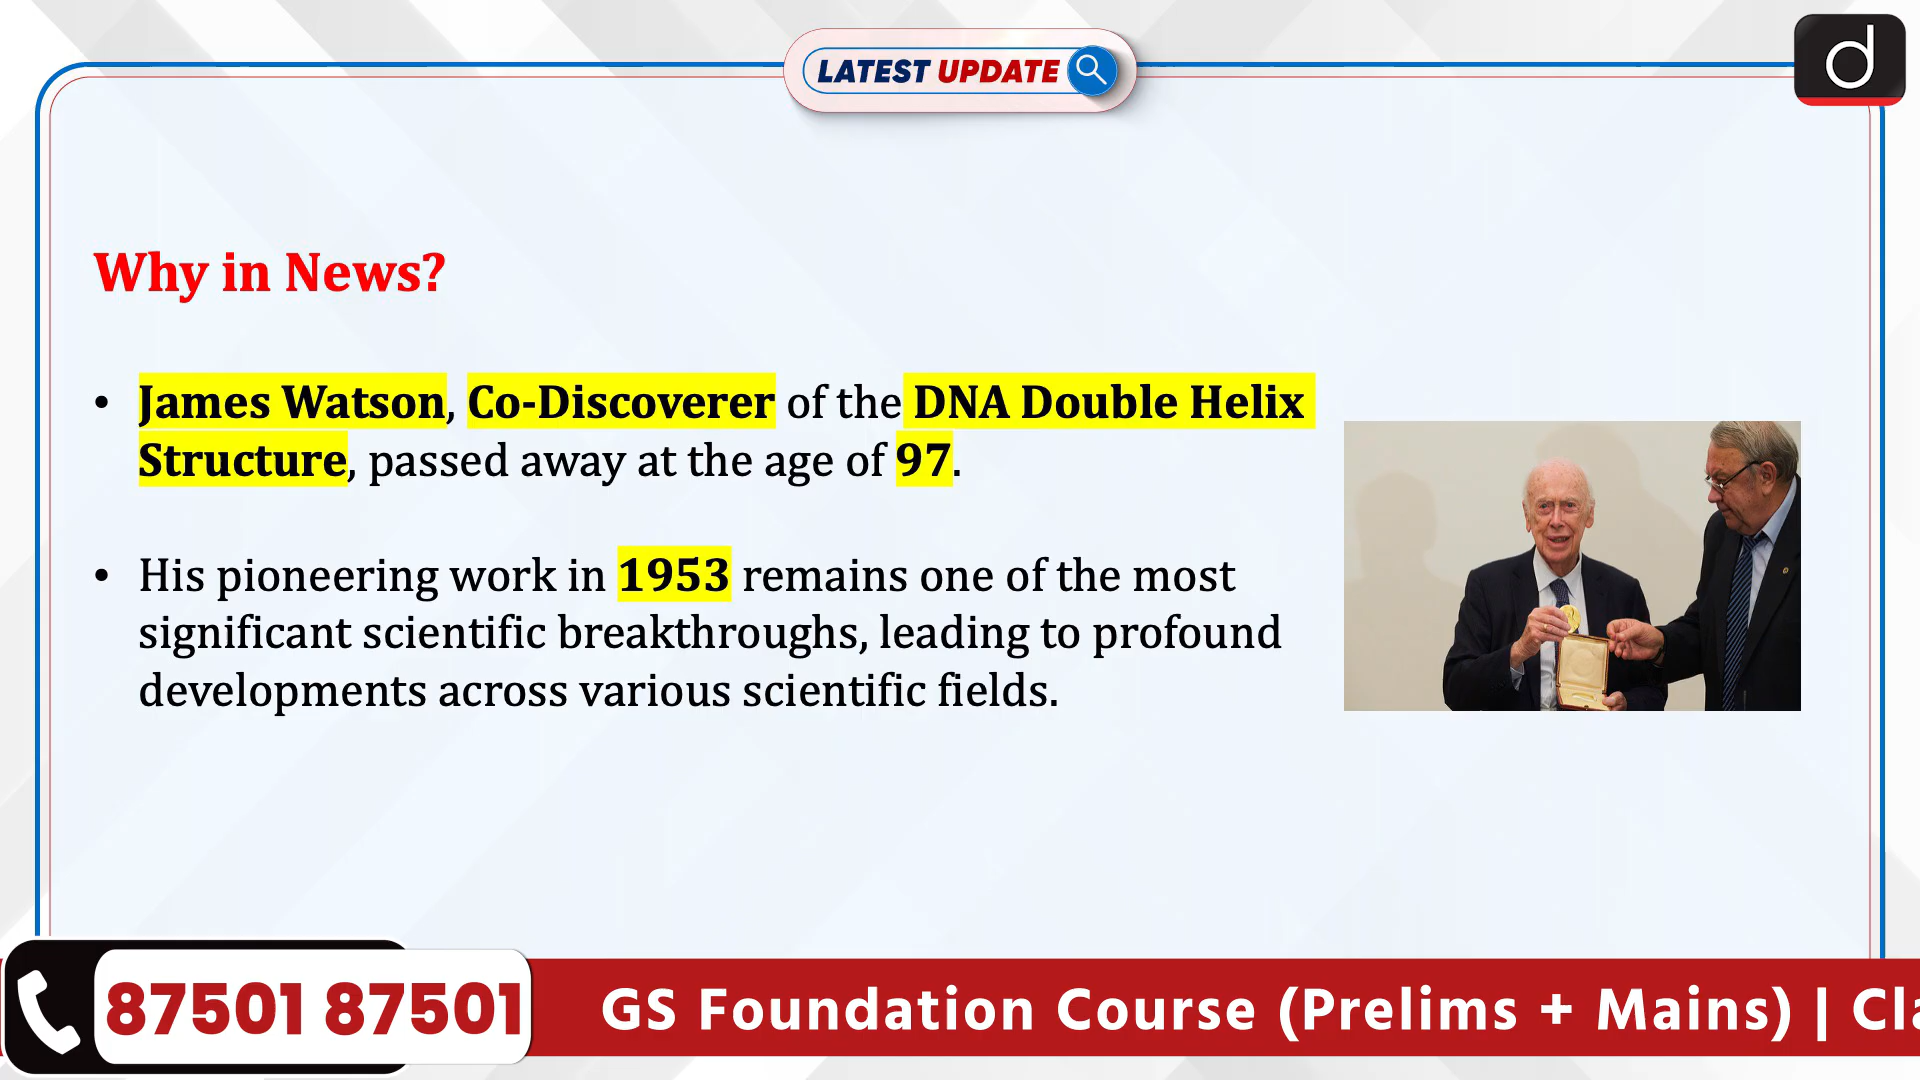 LATEST UPDATE
d
Why in News?
• James Watson, Co-Discoverer of the DNA Double Helix
Structure, passed away at the age of 97.
• His pioneering work in 1953 remains one of the most
significant scientific breakthroughs, leading to profound
developments across various scientific fields.
87501 87501
GS Foundation Course (Prelims + Mains) | Cla